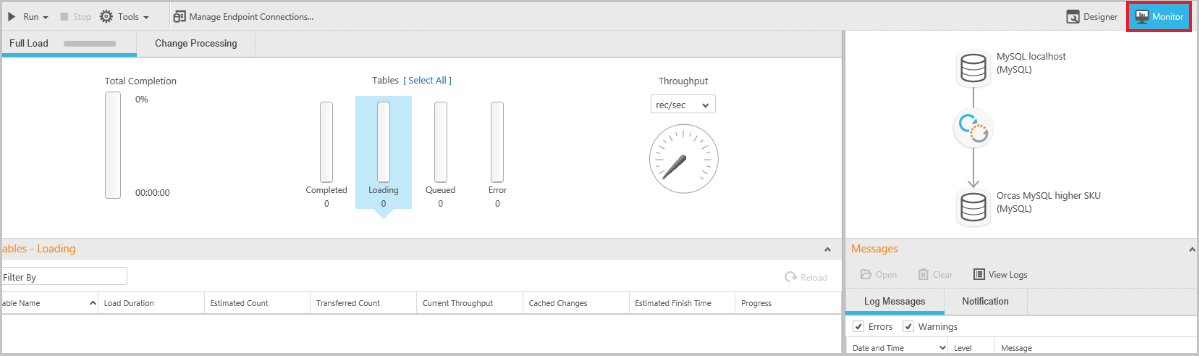 Run Stop Tools Manage Endpoint Connections... Designer Monitor
Full Load Change Processing
Total Completion
0%
00:00:00
Tables [ Select All ]
Completed Loading Queued Error
0 0 0 0
Throughput
rec/sec
MySQL localhost
(MySQL)
Orcas MySQL higher SKU
(MySQL)
ables - Loading
Filter By
Reload
able Name Load Duration Estimated Count Transferred Count Current Throughput Cached Changes Estimated Finish Time Progress
Messages
Open Clear View Logs
Log Messages Notification
Errors Warnings
Date and Time Level Message